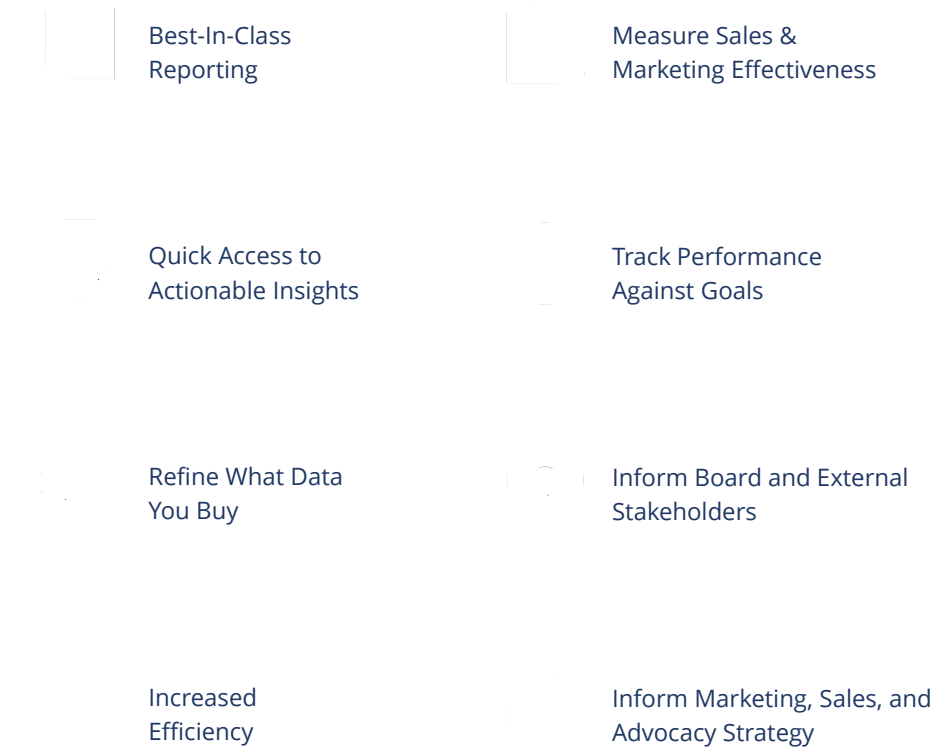 Best-In-Class
Reporting
Measure Sales &
Marketing Effectiveness
Quick Access to
Actionable Insights
Track Performance
Against Goals
Refine What Data
You Buy
Inform Board and External
Stakeholders
Increased
Efficiency
Inform Marketing, Sales, and
Advocacy Strategy